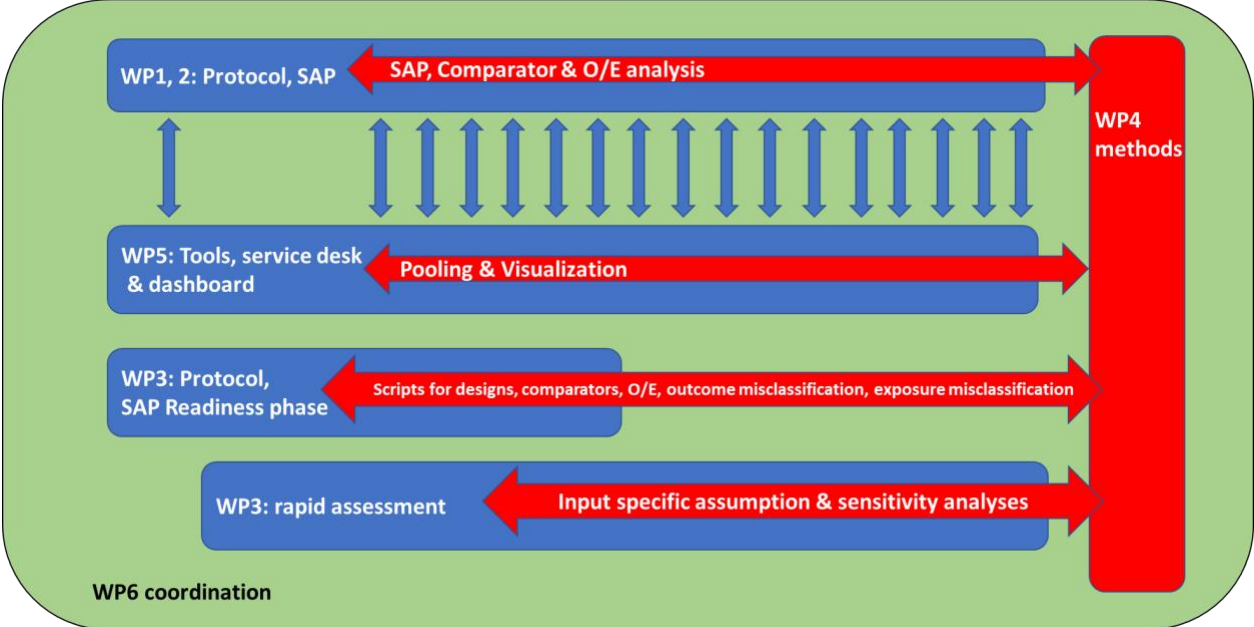 WP1, 2: Protocol, SAP
SAP, Comparator & O/E analysis
WP4
methods
WP5: Tools, service desk
& dashboard
Pooling & Visualization
WP3: Protocol,
SAP Readiness phase
Scripts for designs, comparators, O/E, outcome misclassification, exposure misclassification
WP3: rapid assessment
Input specific assumption & sensitivity analyses
WP6 coordination